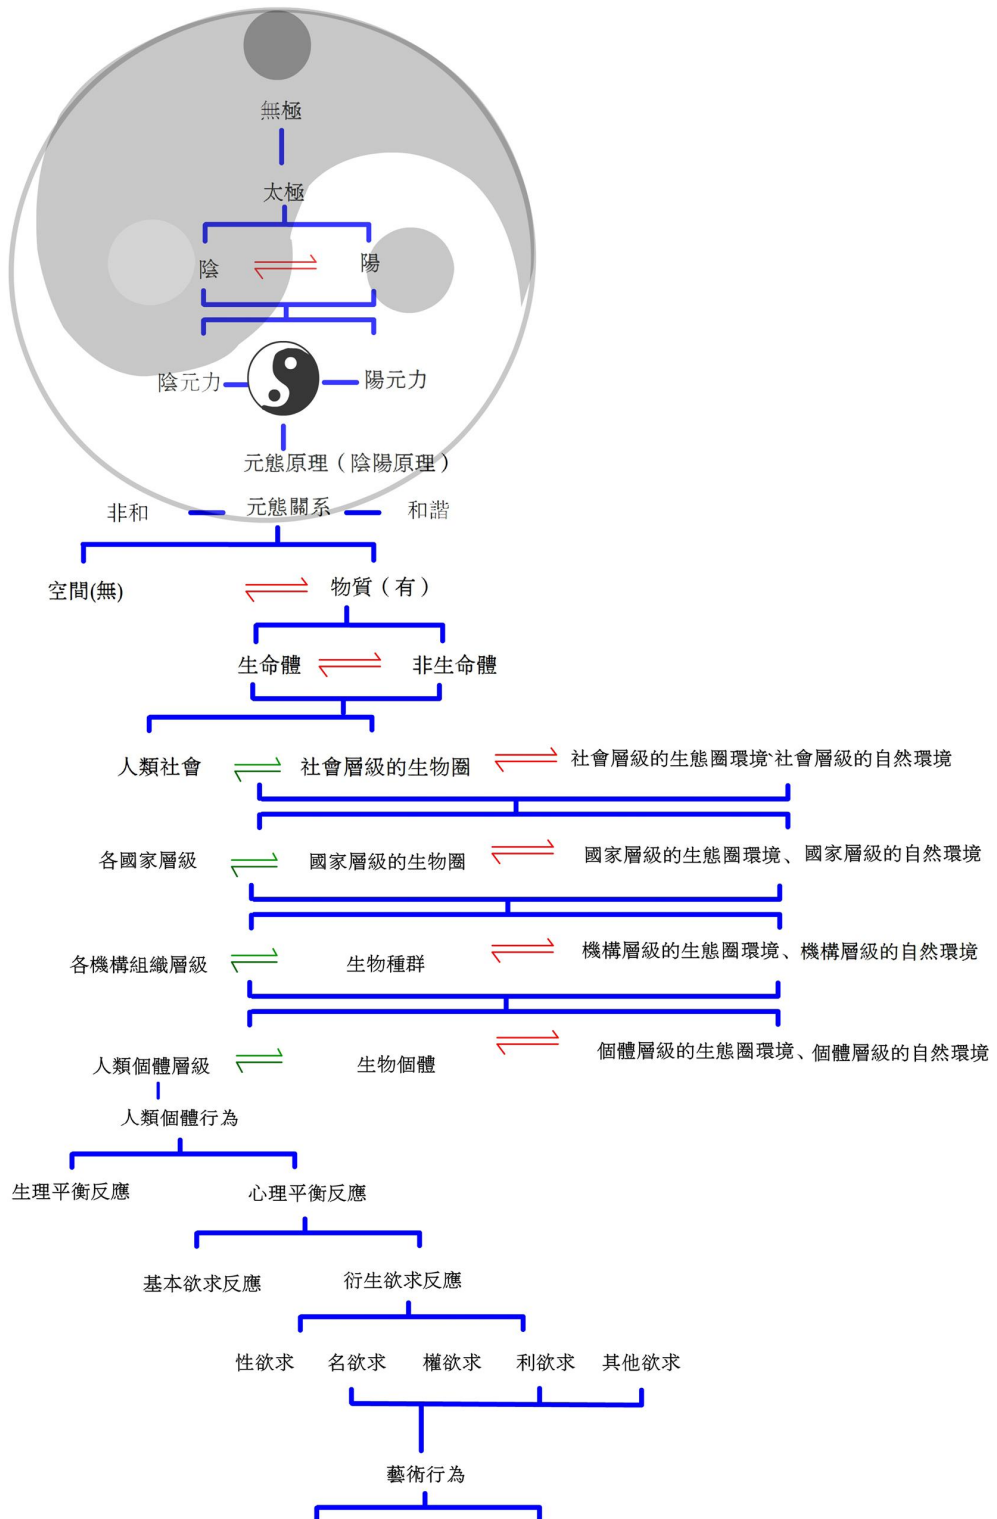 無極
太極
陰 陽
陰元力 陽元力
元態原理（陰陽原理）
非和 元態關系 和諧
空間(無) 物質（有）
生命體 非生命體
人類社會 社會層級的生物圈 社會層級的生態圈環境、社會層級的自然環境
各國家層級 國家層級的生物圈 國家層級的生態圈環境、國家層級的自然環境
各機構組織層級 生物種群 機構層級的生態圈環境、機構層級的自然環境
人類個體層級 生物個體 個體層級的生態圈環境、個體層級的自然環境
人類個體行為
生理平衡反應 心理平衡反應
基本欲求反應 衍生欲求反應
性欲求 名欲求 權欲求 利欲求 其他欲求
藝術行為